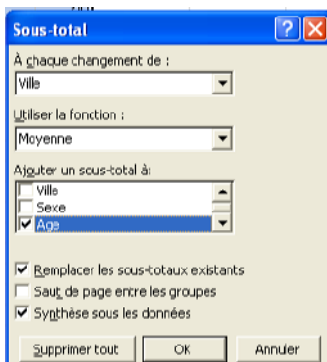 Sous-total
À chaque changement de :
Ville
Utiliser la fonction :
Moyenne
Ajouter un sous-total à:
Ville
Sexe
Age
Remplacer les sous-totaux existants
Saut de page entre les groupes
Synthèse sous les données
Supprimer tout OK Annuler